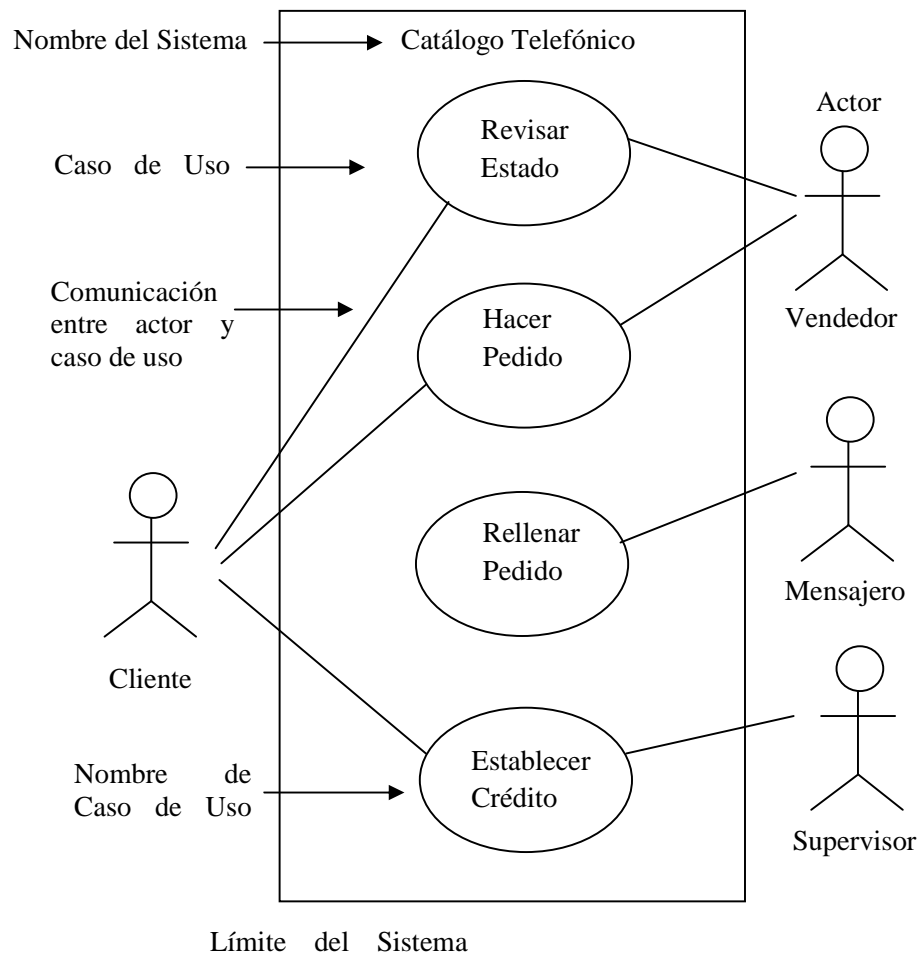 Nombre del Sistema
Catálogo Telefónico
Actor
Revisar
Estado
Caso de Uso
Comunicación
entre actor y
caso de uso
Hacer
Pedido
Vendedor
Rellenar
Pedido
Mensajero
Cliente
Establecer
Crédito
Nombre de
Caso de Uso
Supervisor
Límite del Sistema